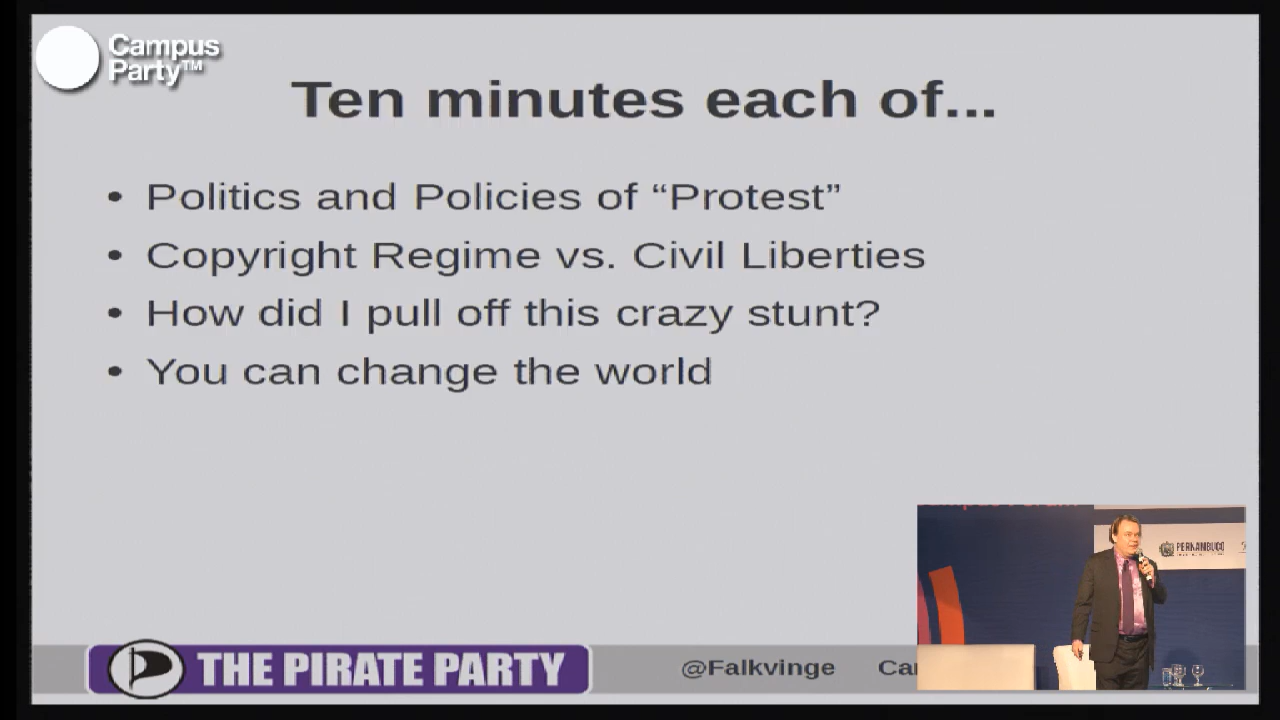 Campus
Party™
Ten minutes each of...
• Politics and Policies of “Protest”
• Copyright Regime vs. Civil Liberties
• How did I pull off this crazy stunt?
• You can change the world
PERNAMBUCO
THE PIRATE PARTY
@Falkvinge